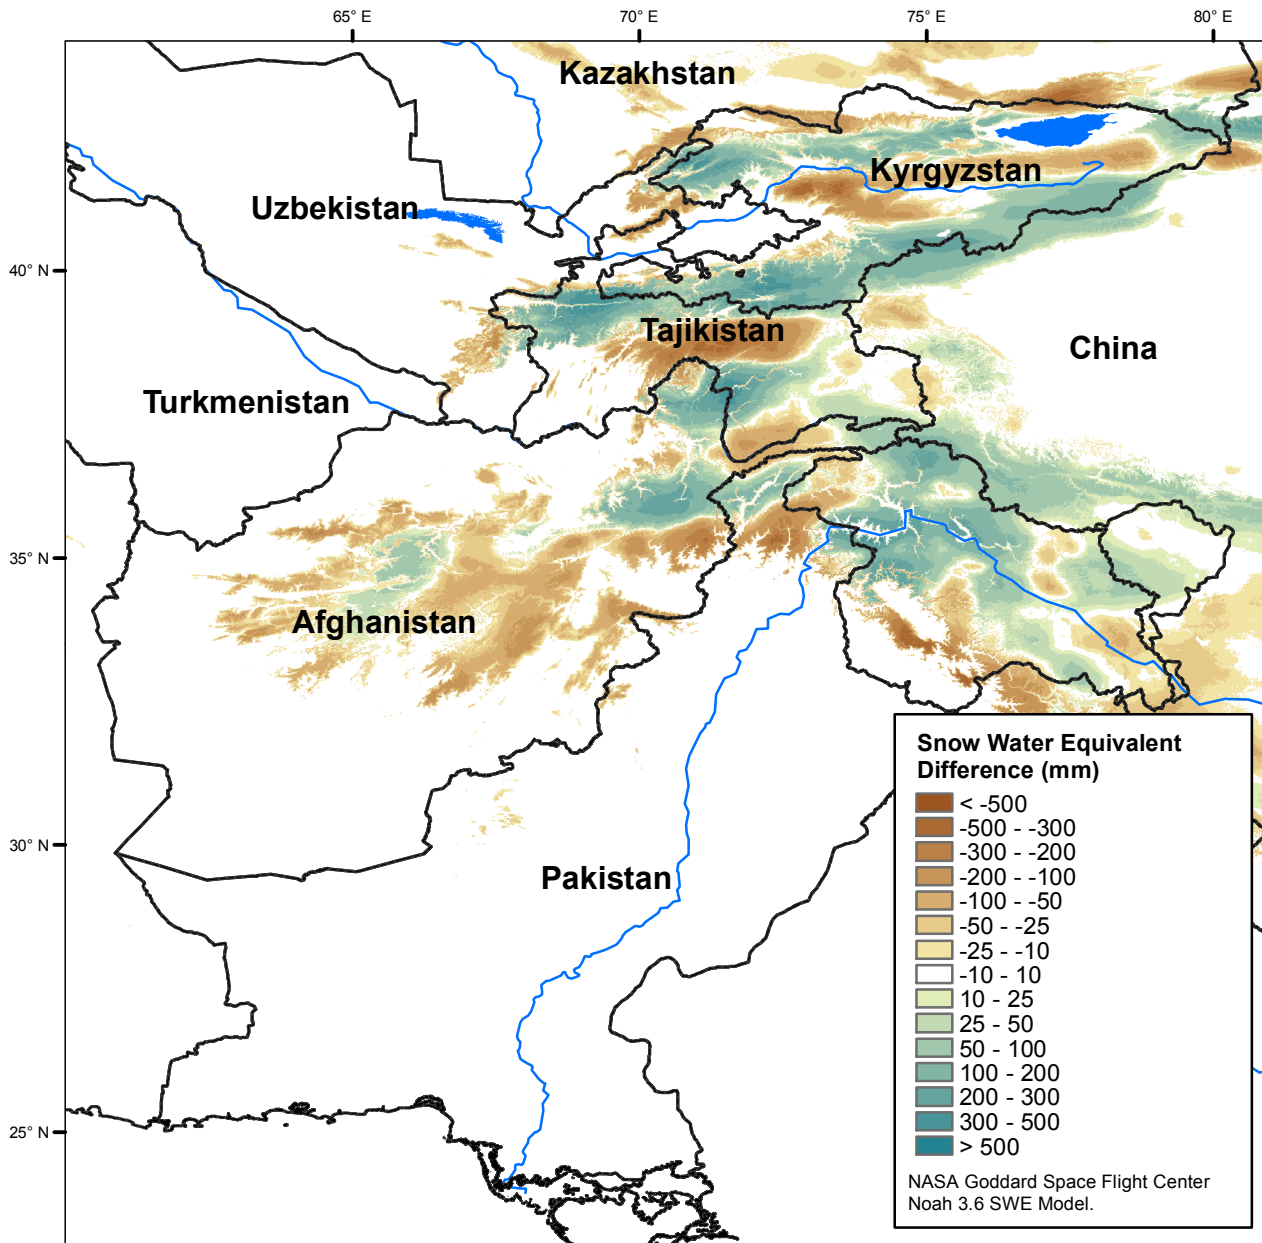 65° E
70° E
75° E
80° E
Kazakhstan
Kyrgyzstan
Uzbekistan
40° N
Tajikistan
China
Turkmenistan
35° N
Afghanistan
30° N
Pakistan
25° N
Snow Water Equivalent
Difference (mm)
< -500
-500 - -300
-300 - -200
-200 - -100
-100 - -50
-50 - -25
-25 - -10
-10 - 10
10 - 25
25 - 50
50 - 100
100 - 200
200 - 300
300 - 500
> 500
NASA Goddard Space Flight Center
Noah 3.6 SWE Model.